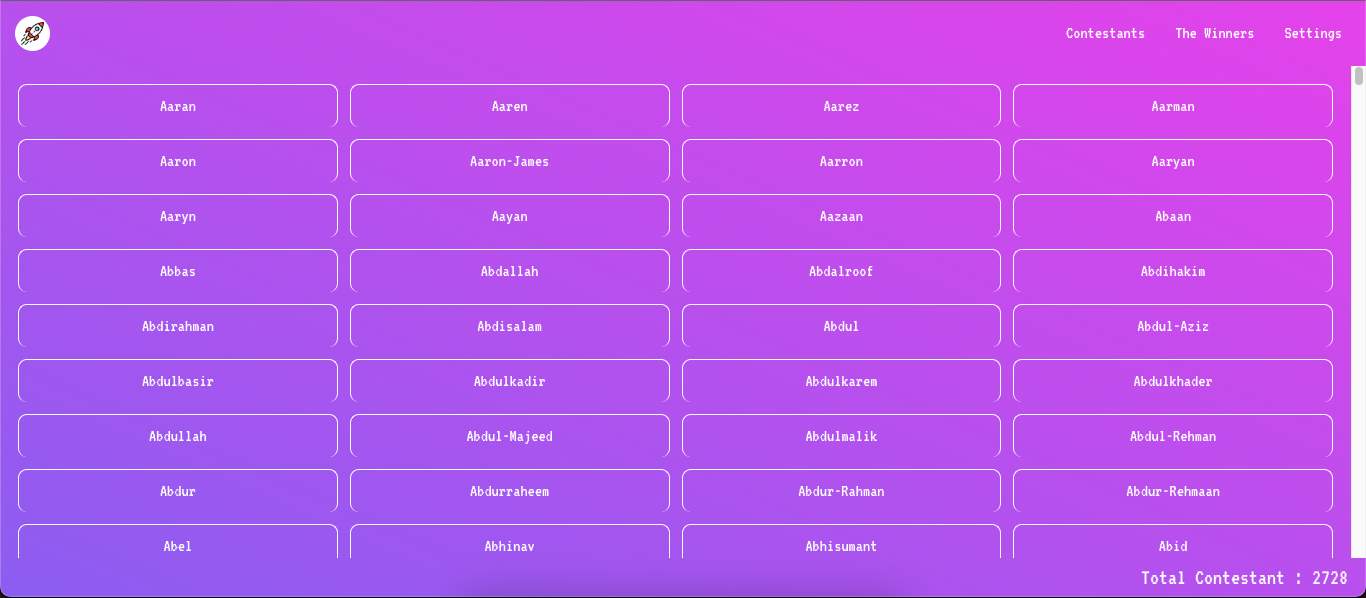 Contestants The Winners Settings
Aaran Aaren Aarez Aarman
Aaron Aaron-James Aarron Aaryan
Aaryn Aayan Aazaan Abaan
Abbas Abdallah Abdalroof Abdihakim
Abdirahman Abdisalam Abdul Abdul-Aziz
Abdulbasir Abdulkadir Abdulkarem Abdulkhader
Abdullah Abdul-Majeed Abdulmalik Abdul-Rehman
Abdur Abdurraheem Abdur-Rahman Abdur-Rehmaan
Abel Abhinav Abhisumant Abid
Total Contestant : 2728